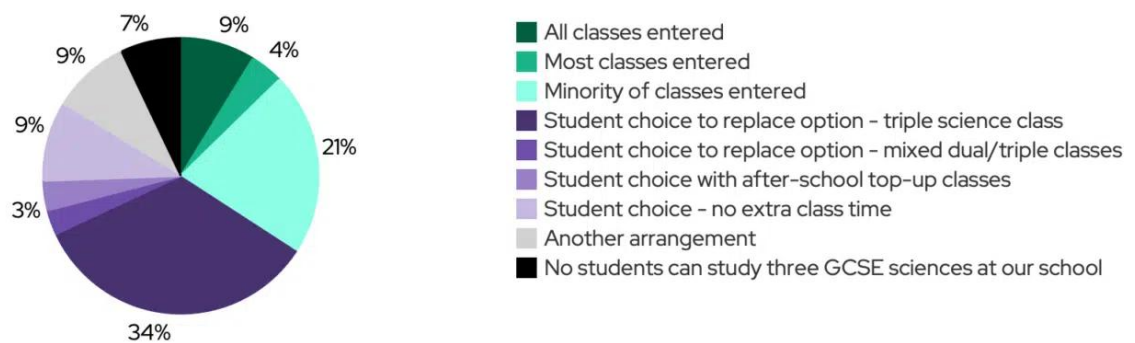 7%
9%
4%
9%
9%
21%
3%
34%
All classes entered
Most classes entered
Minority of classes entered
Student choice to replace option - triple science class
Student choice to replace option - mixed dual/triple classes
Student choice with after-school top-up classes
Student choice - no extra class time
Another arrangement
No students can study three GCSE sciences at our school